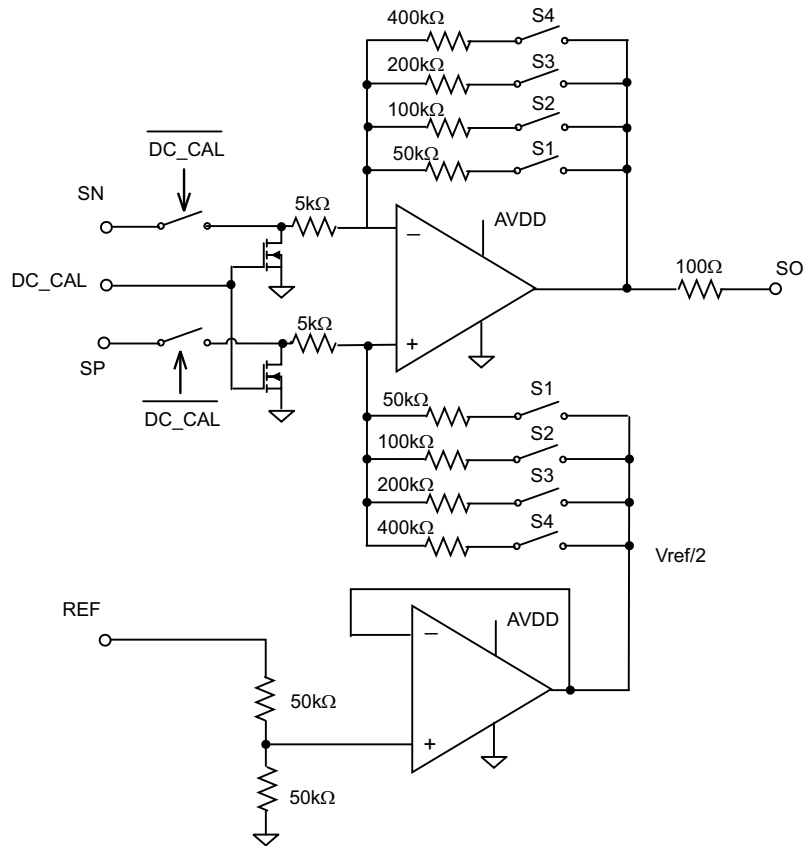 400kΩ
S4
200kΩ
S3
100kΩ
S2
50kΩ
S1
DC_CAL
SN
5kΩ
AVDD
−
DC_CAL
100Ω
SO
5kΩ
+
SP
DC_CAL
50kΩ
S1
100kΩ
S2
200kΩ
S3
400kΩ
S4
Vref/2
REF
AVDD
−
50kΩ
+
50kΩ